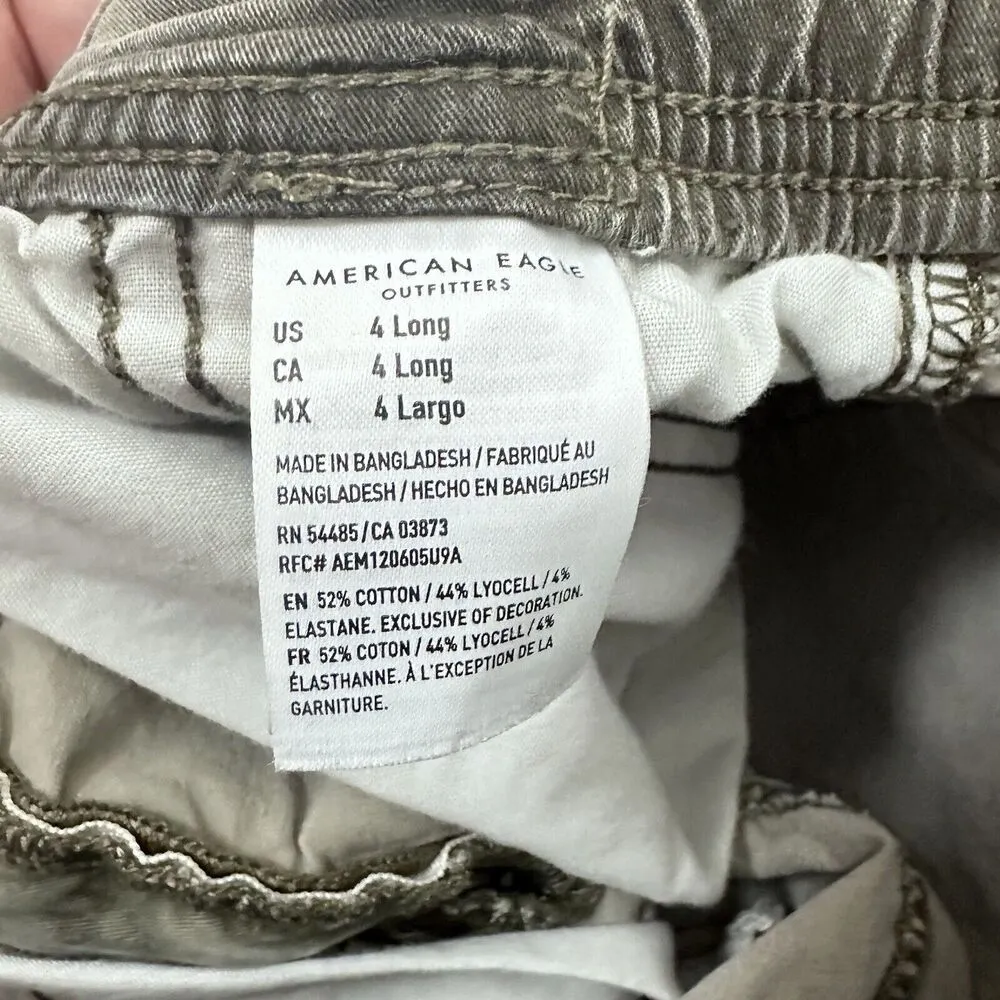 AMERICAN EAGLE
OUTFITTERS
US 4 Long
CA 4 Long
MX 4 Largo
MADE IN BANGLADESH / FABRIQUÉ AU
BANGLADESH / HECHO EN BANGLADESH
RN 54485 / CA 03873
RFC# AEM120605U9A
EN 52% COTTON / 44% LYOCELL / 4%
ELASTANE. EXCLUSIVE OF DECORATION.
FR 52% COTON / 44% LYOCELL / 4%
ÉLASTHANNE. À L'EXCEPTION DE LA
GARNITURE.